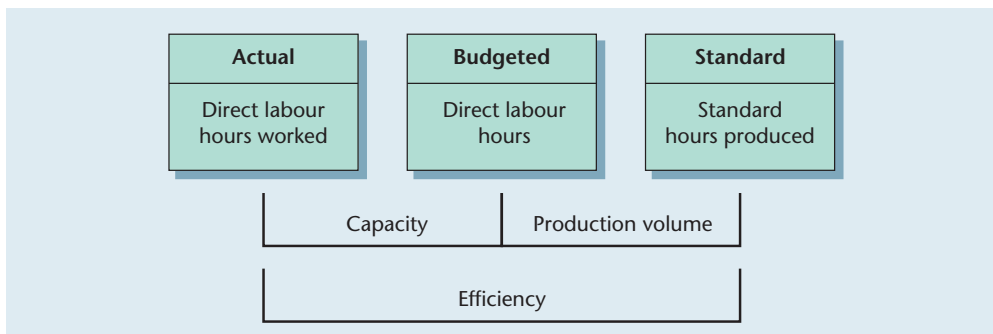 Actual
Budgeted
Standard
Direct labour
hours worked
Direct labour
hours
Standard
hours produced
Capacity
Production volume
Efficiency